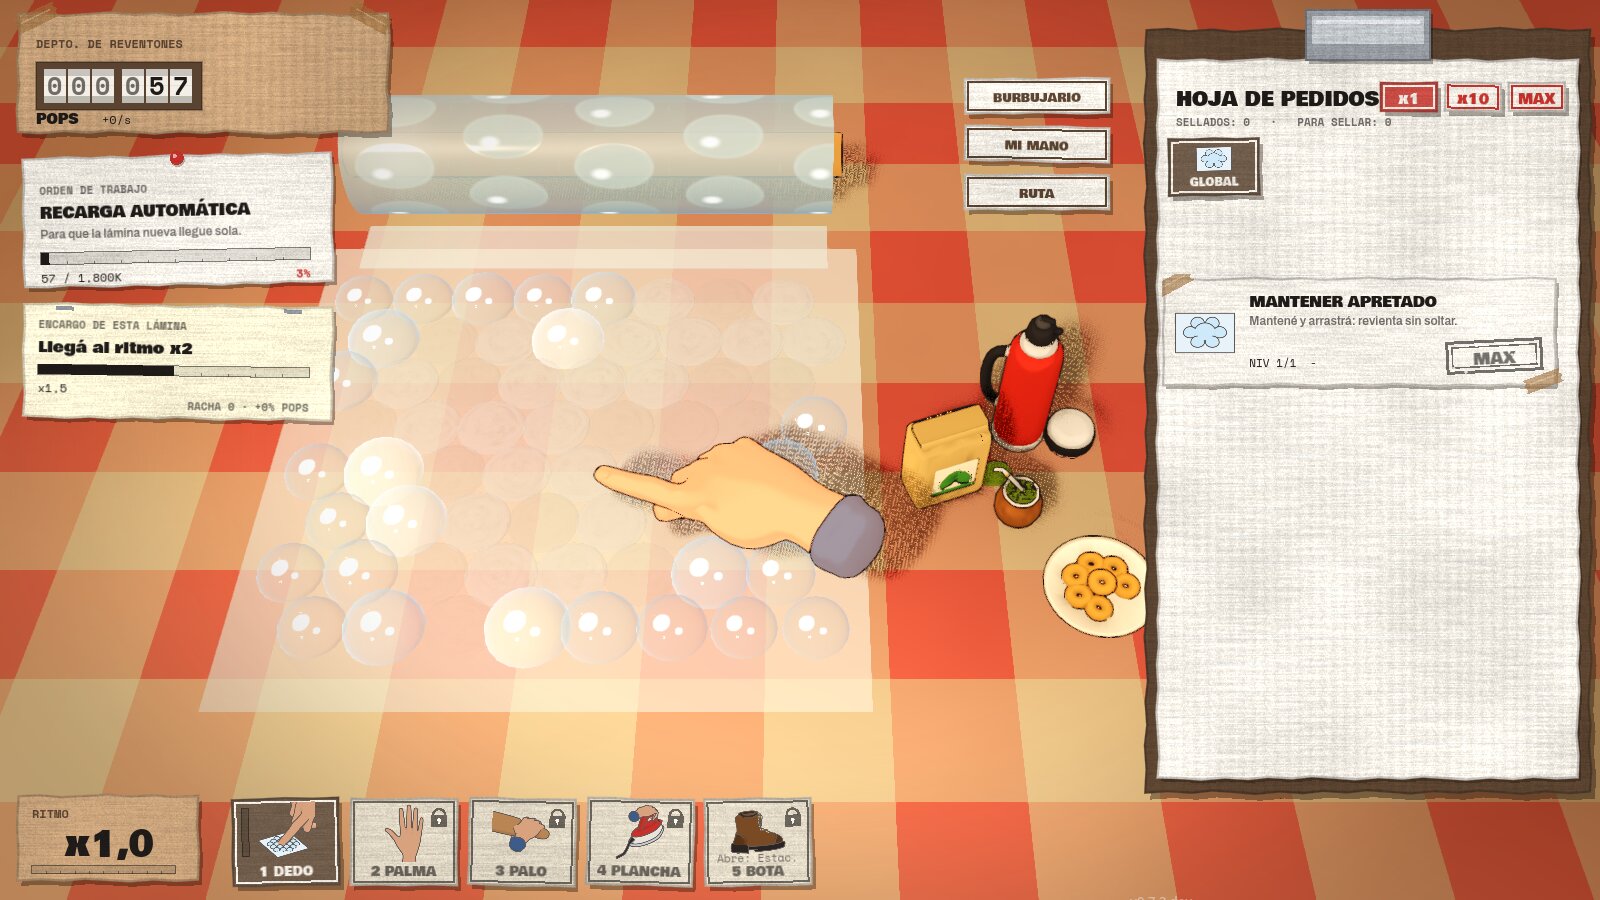 DEPTO. DE REVENTONES
000057
POPS +0/s
ORDEN DE TRABAJO
RECARGA AUTOMÁTICA
Para que la lámina nueva llegue sola.
57 / 1.800K 3%
ENCARGO DE ESTA LÁMINA
Llegá al ritmo x2
x1,5
RACHA 0 · +0% POPS
BURBUJARIO
MI MANO
RUTA
HOJA DE PEDIDOS x1 x10 MAX
SELLADOS: 0 · PARA SELLAR: 0
GLOBAL
MANTENER APRETADO
Mantené y arrastrá: revienta sin soltar.
NIV 1/1 - MAX
RITMO
x1,0
1 DEDO
2 PALMA
3 PALO
4 PLANCHA
Abre: Estac.
5 BOTA